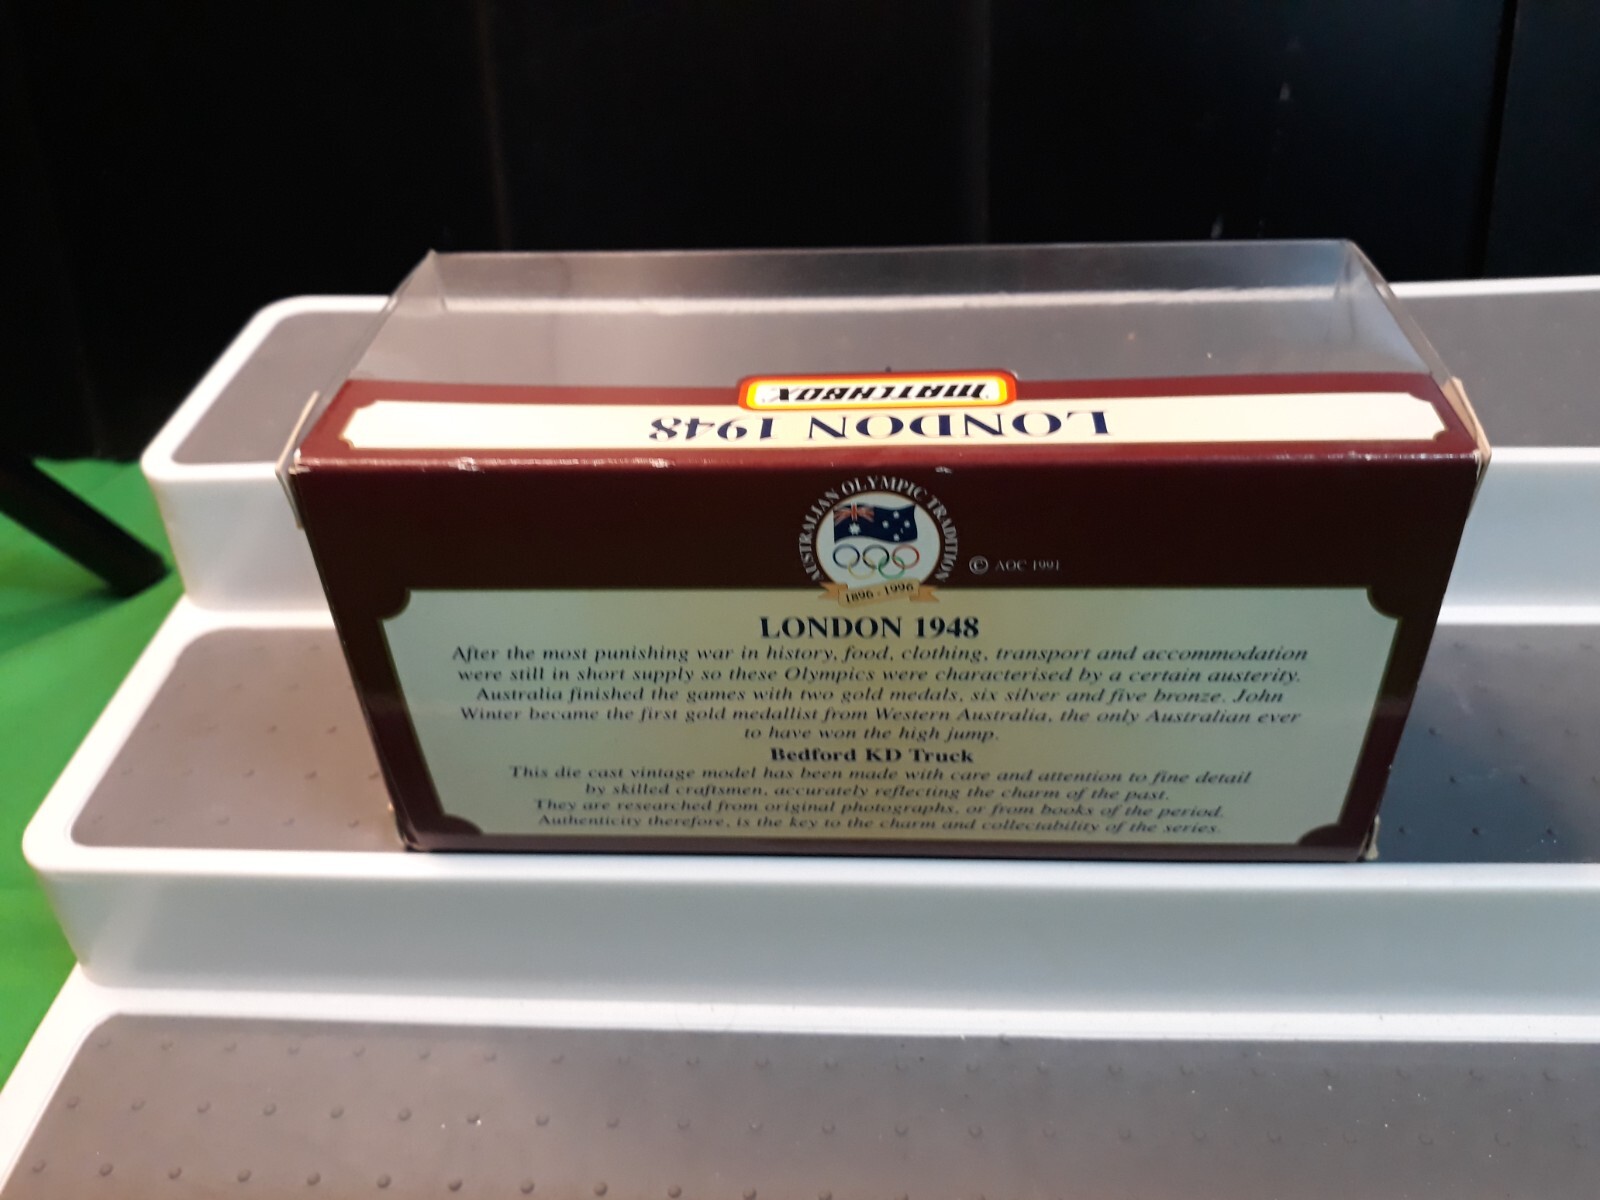 MATCHBOX
LONDON 1948
AUSTRALIAN OLYMPIC TRADITION
1896 - 1996
© AOC 1991
LONDON 1948
After the most punishing war in history, food, clothing, transport and accommodation
were still in short supply so these Olympics were characterised by a certain austerity.
Australia finished the games with two gold medals, six silver and five bronze. John
Winter became the first gold medallist from Western Australia, the only Australian ever
to have won the high jump.
Bedford KD Truck
This die cast vintage model has been made with care and attention to fine detail
by skilled craftsmen, accurately reflecting the charm of the past.
They are researched from original photographs, or from books of the period.
Authenticity therefore, is the key to the charm and collectability of the series.